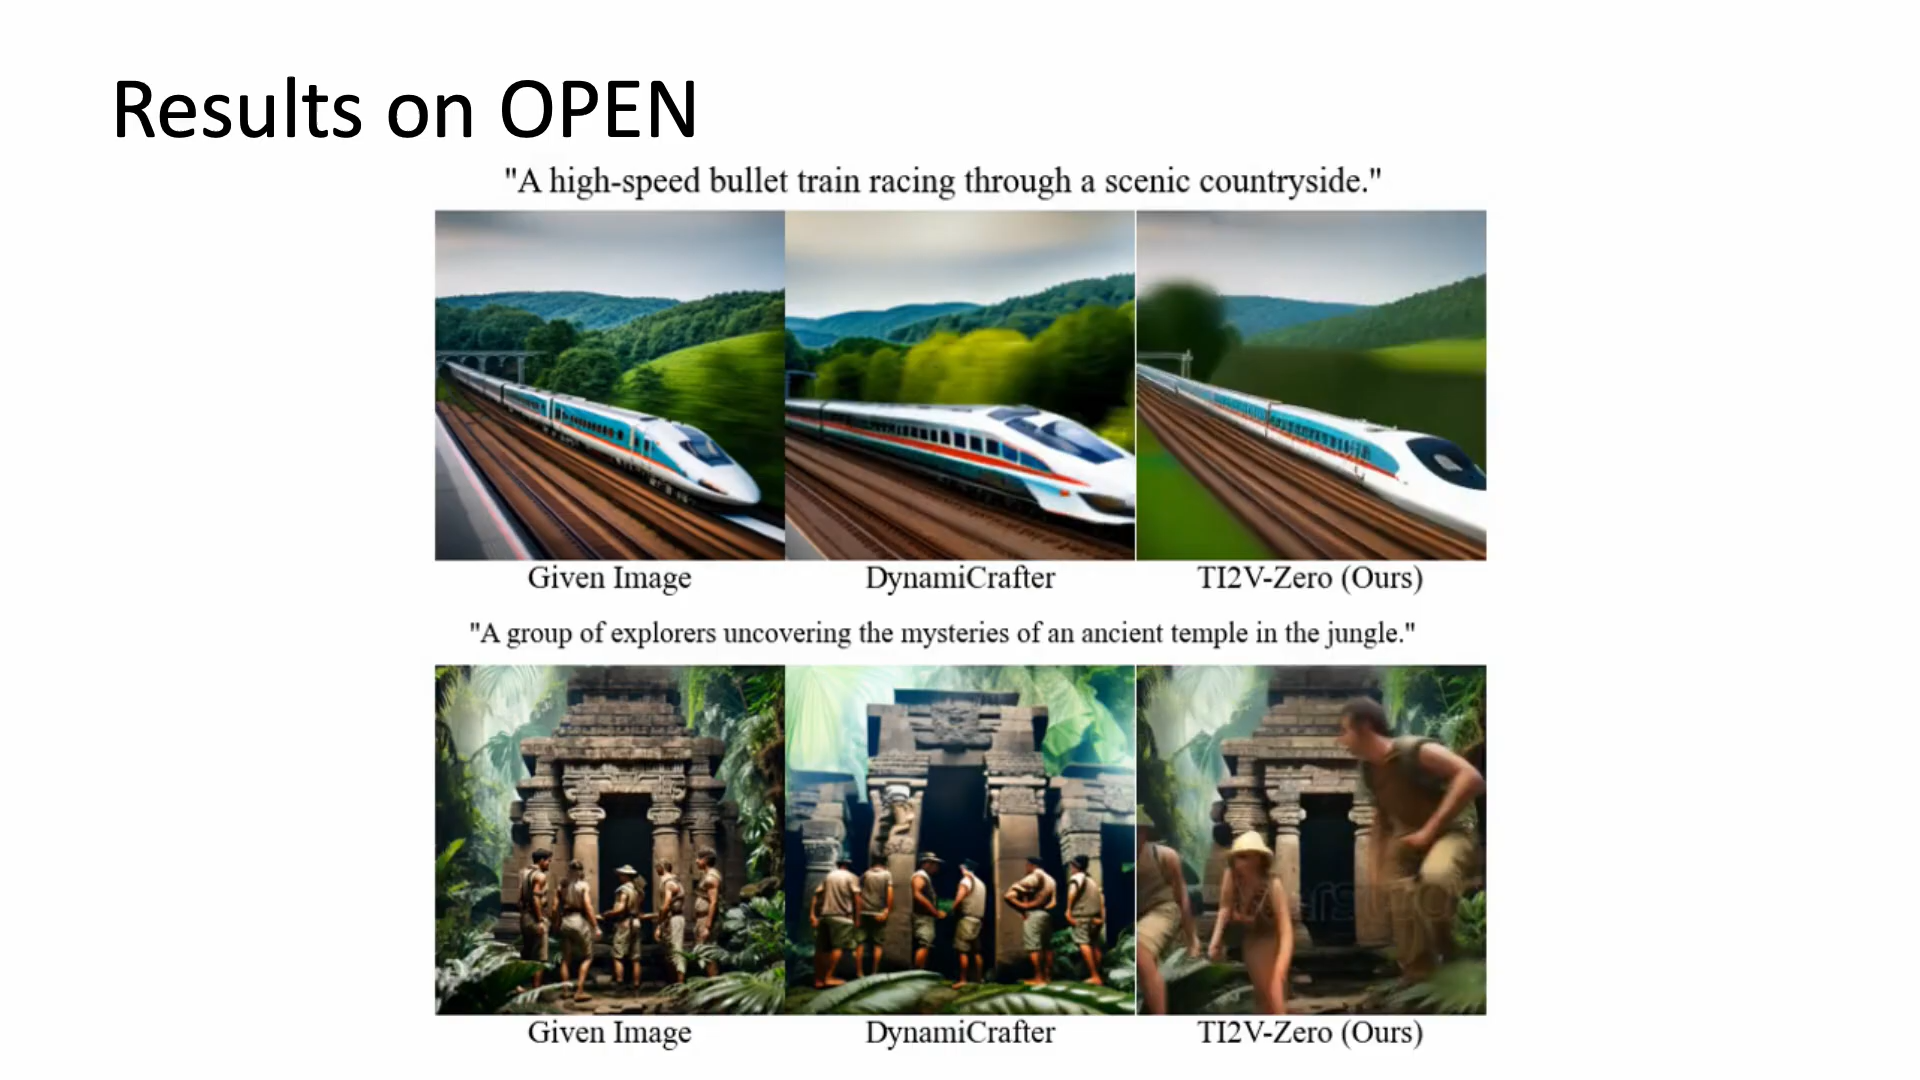 Results on OPEN
"A high-speed bullet train racing through a scenic countryside."
Given Image
DynamiCrafter
TI2V-Zero (Ours)
"A group of explorers uncovering the mysteries of an ancient temple in the jungle."
Given Image
DynamiCrafter
TI2V-Zero (Ours)